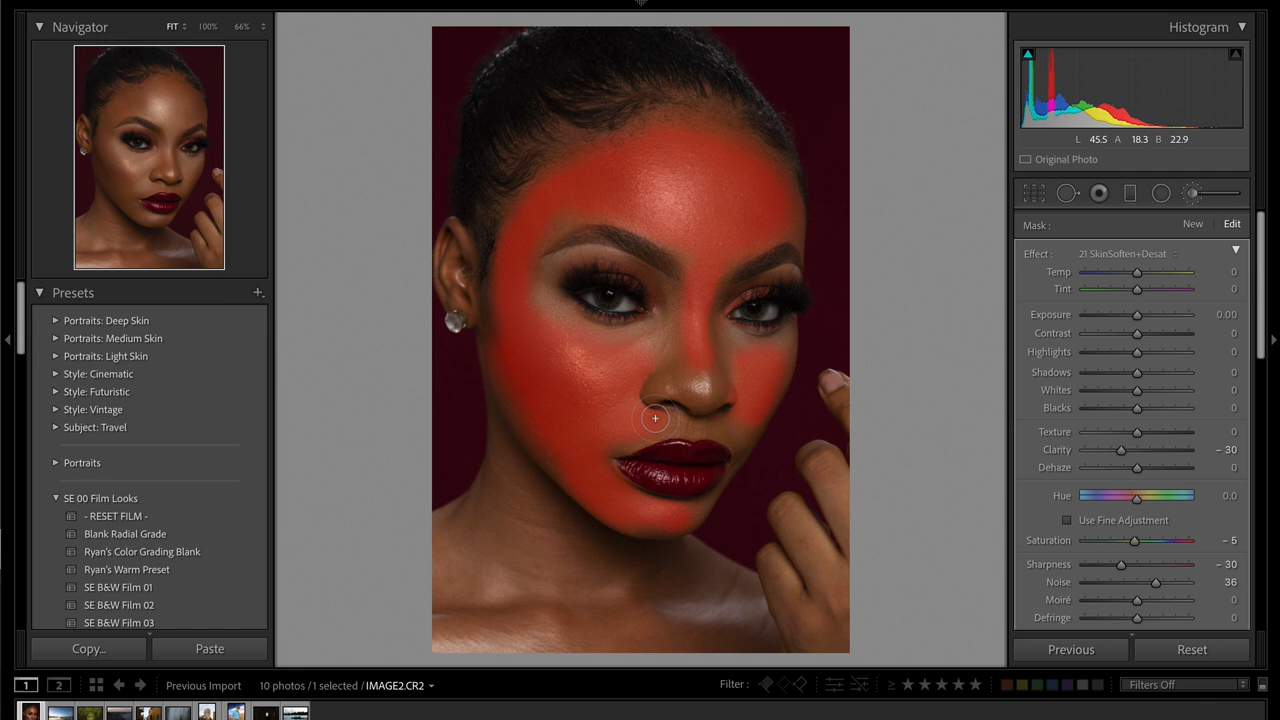 Navigator FIT 100% 66%
Presets +
Portraits: Deep Skin
Portraits: Medium Skin
Portraits: Light Skin
Style: Cinematic
Style: Futuristic
Style: Vintage
Subject: Travel
Portraits
SE 00 Film Looks
- RESET FILM -
Blank Radial Grade
Ryan's Color Grading Blank
Ryan's Warm Preset
SE B&W Film 01
SE B&W Film 02
SE B&W Film 03
Copy... Paste
Histogram
L 45.5 A 18.3 B 22.9
Original Photo
Mask : New Edit
Effect : 21 SkinSoften+Desat
Temp 0
Tint 0
Exposure 0.00
Contrast 0
Highlights 0
Shadows 0
Whites 0
Blacks 0
Texture 0
Clarity – 30
Dehaze 0
Hue 0.0
Use Fine Adjustment
Saturation – 5
Sharpness – 30
Noise 36
Moiré 0
Defringe 0
Previous Reset
1 2 Previous Import 10 photos / 1 selected / IMAGE2.CR2 Filter : ≥ ★★★★★ Filters Off